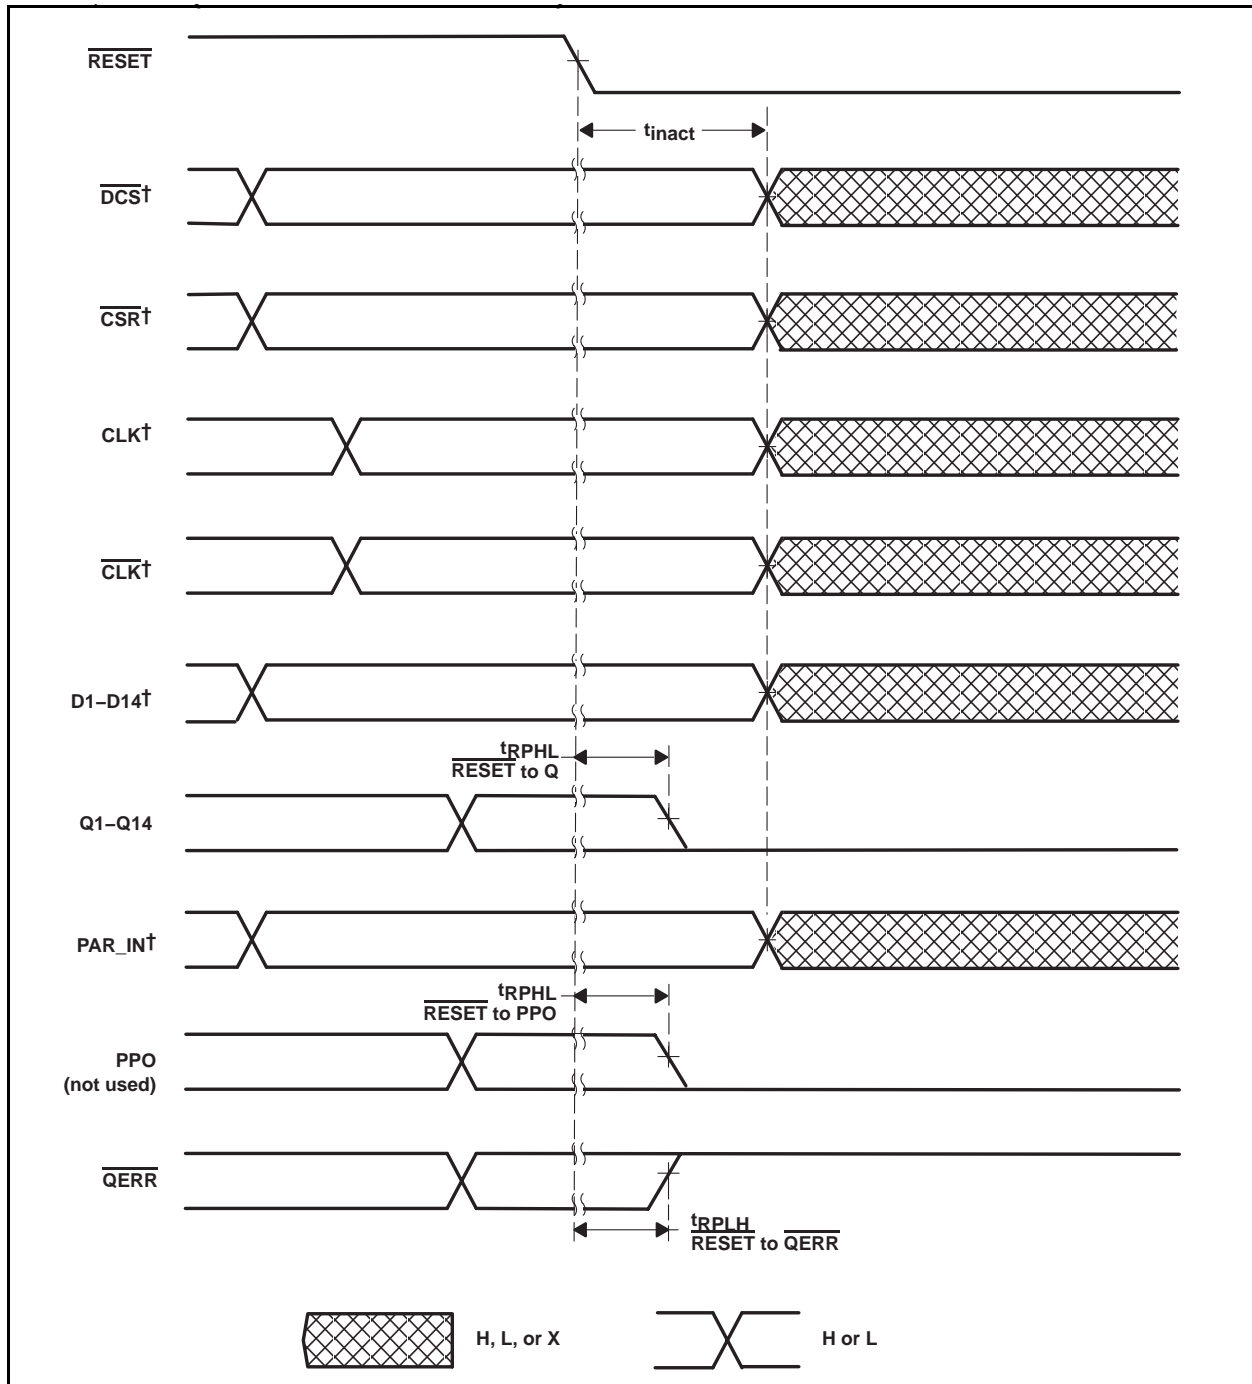 RESET
tinact
DCS†
CSR†
CLK†
CLK†
D1–D14†
tRPHL
RESET to Q
Q1–Q14
PAR_IN†
tRPHL
RESET to PPO
PPO
(not used)
QERR
tRPLH
RESET to QERR
H, L, or X
H or L